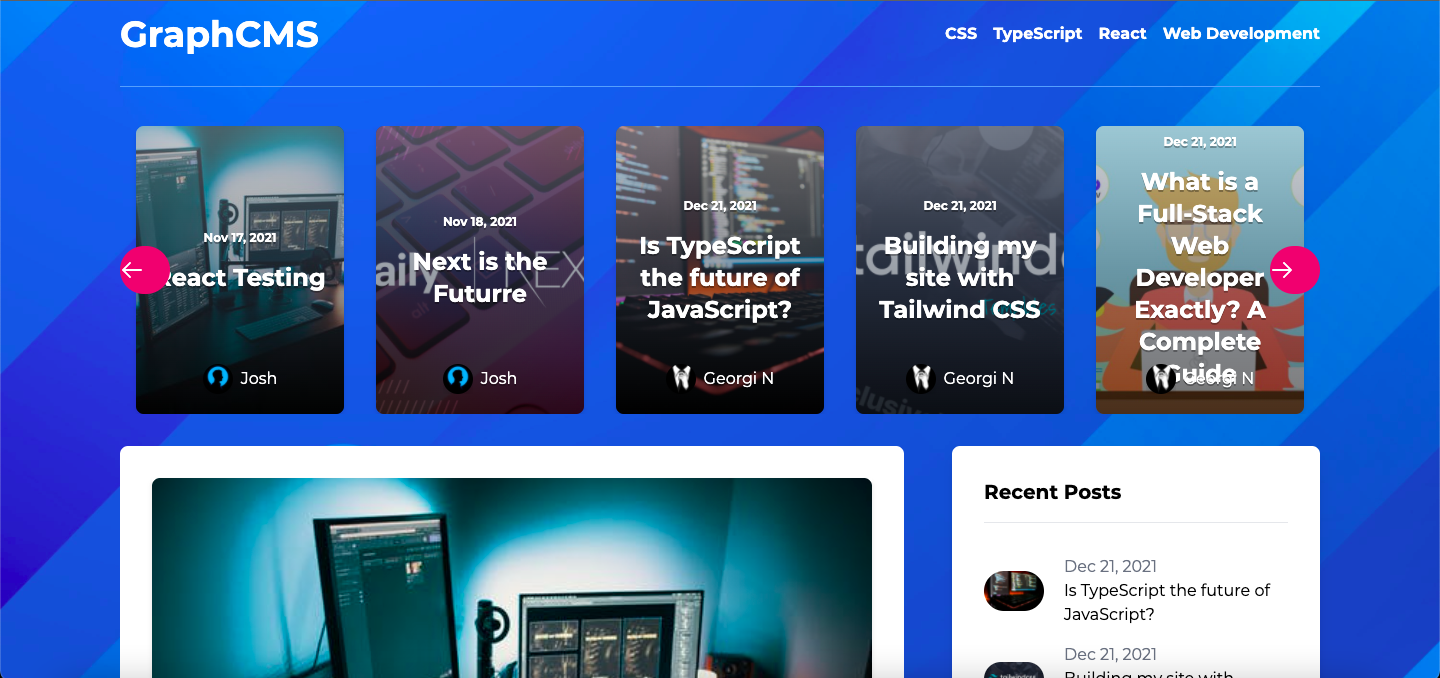 GraphCMS
CSS TypeScript React Web Development
Nov 17, 2021
React Testing
Josh
Nov 18, 2021
Next is the
Futurre
Josh
Dec 21, 2021
Is TypeScript
the future of
JavaScript?
Georgi N
Dec 21, 2021
Building my
site with
Tailwind CSS
Georgi N
Dec 21, 2021
What is a
Full-Stack
Web
Developer
Exactly? A
Complete
Guide
Georgi N
Recent Posts
Dec 21, 2021
Is TypeScript the future of
JavaScript?
Dec 21, 2021
Building my site with